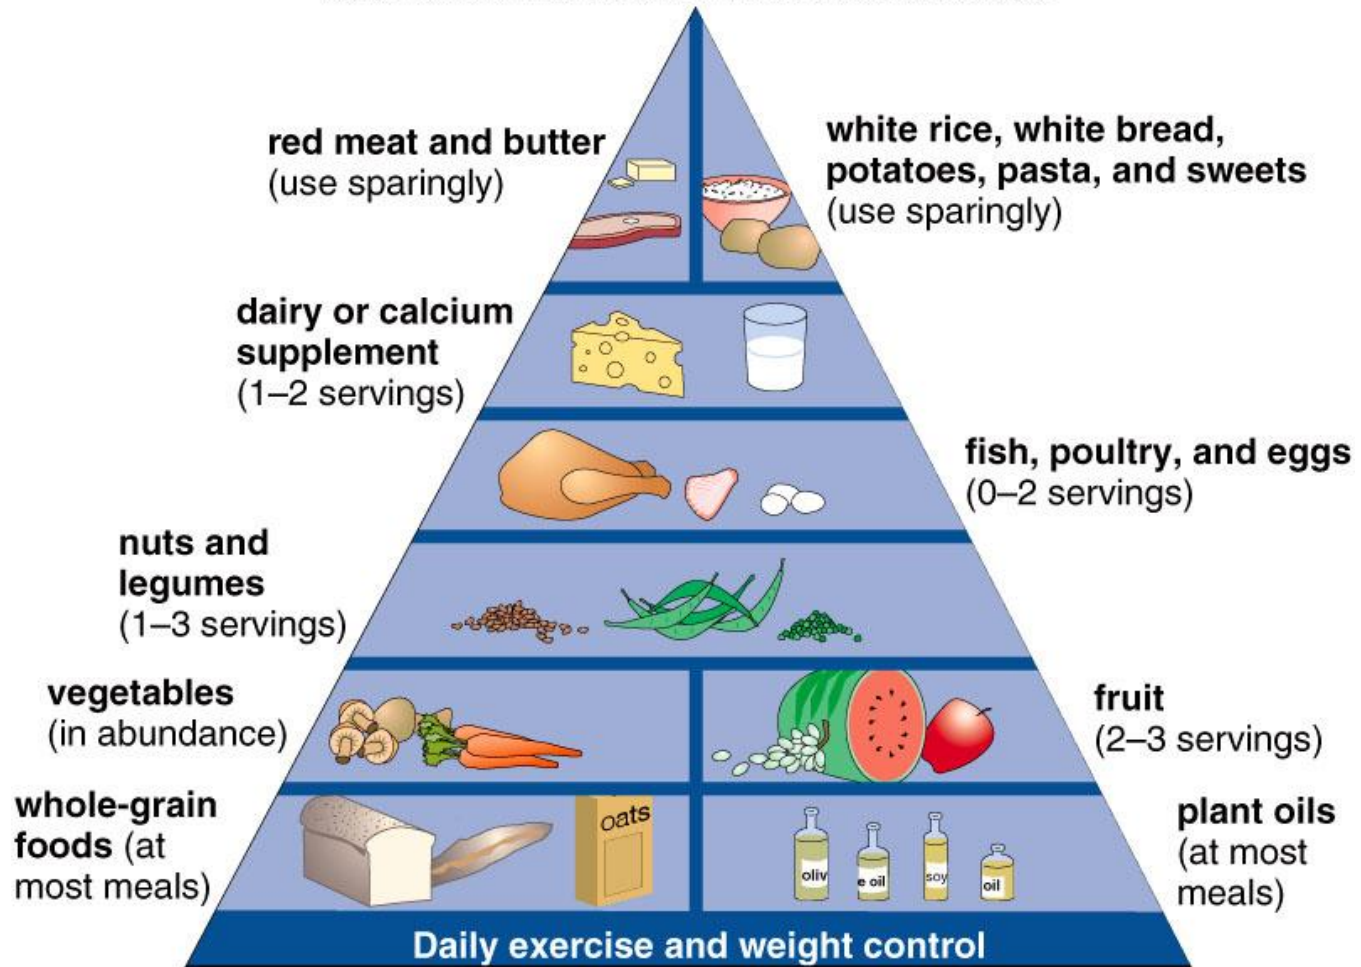 red meat and butter
(use sparingly)
white rice, white bread,
potatoes, pasta, and sweets
(use sparingly)
dairy or calcium
supplement
(1–2 servings)
fish, poultry, and eggs
(0–2 servings)
nuts and
legumes
(1–3 servings)
vegetables
(in abundance)
fruit
(2–3 servings)
whole-grain
foods (at
most meals)
oats
oliv
e oil
soy
oil
plant oils
(at most
meals)
Daily exercise and weight control